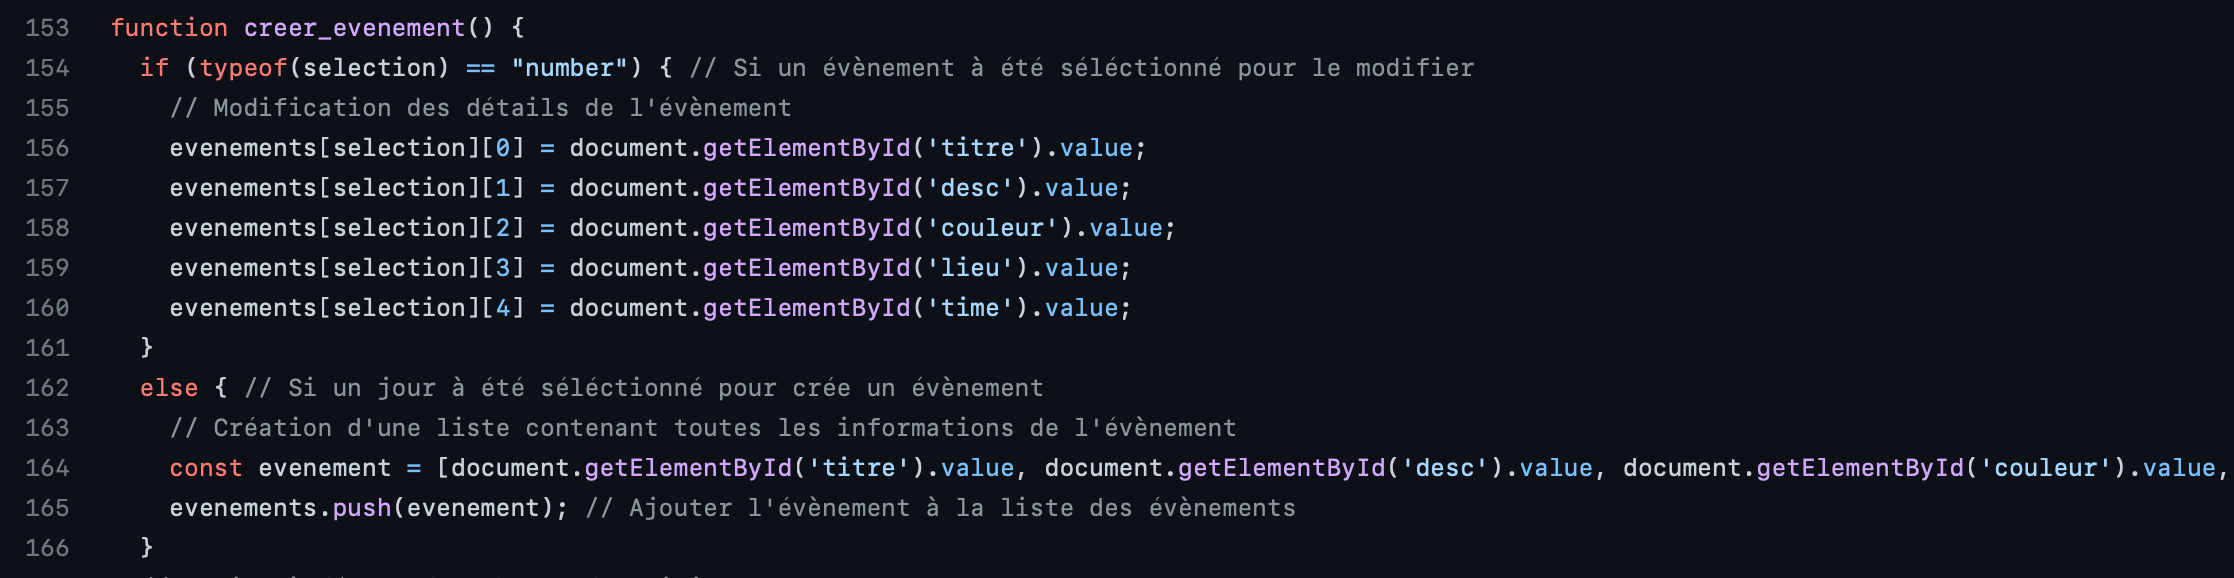 153 function creer_evenement() {
154 if (typeof(selection) == "number") { // Si un évènement à été séléctionné pour le modifier
155 // Modification des détails de l'évènement
156 evenements[selection][0] = document.getElementById('titre').value;
157 evenements[selection][1] = document.getElementById('desc').value;
158 evenements[selection][2] = document.getElementById('couleur').value;
159 evenements[selection][3] = document.getElementById('lieu').value;
160 evenements[selection][4] = document.getElementById('time').value;
161 }
162 else { // Si un jour à été séléctionné pour crée un évènement
163 // Création d'une liste contenant toutes les informations de l'évènement
164 const evenement = [document.getElementById('titre').value, document.getElementById('desc').value, document.getElementById('couleur').value,
165 evenements.push(evenement); // Ajouter l'évènement à la liste des évènements
166 }